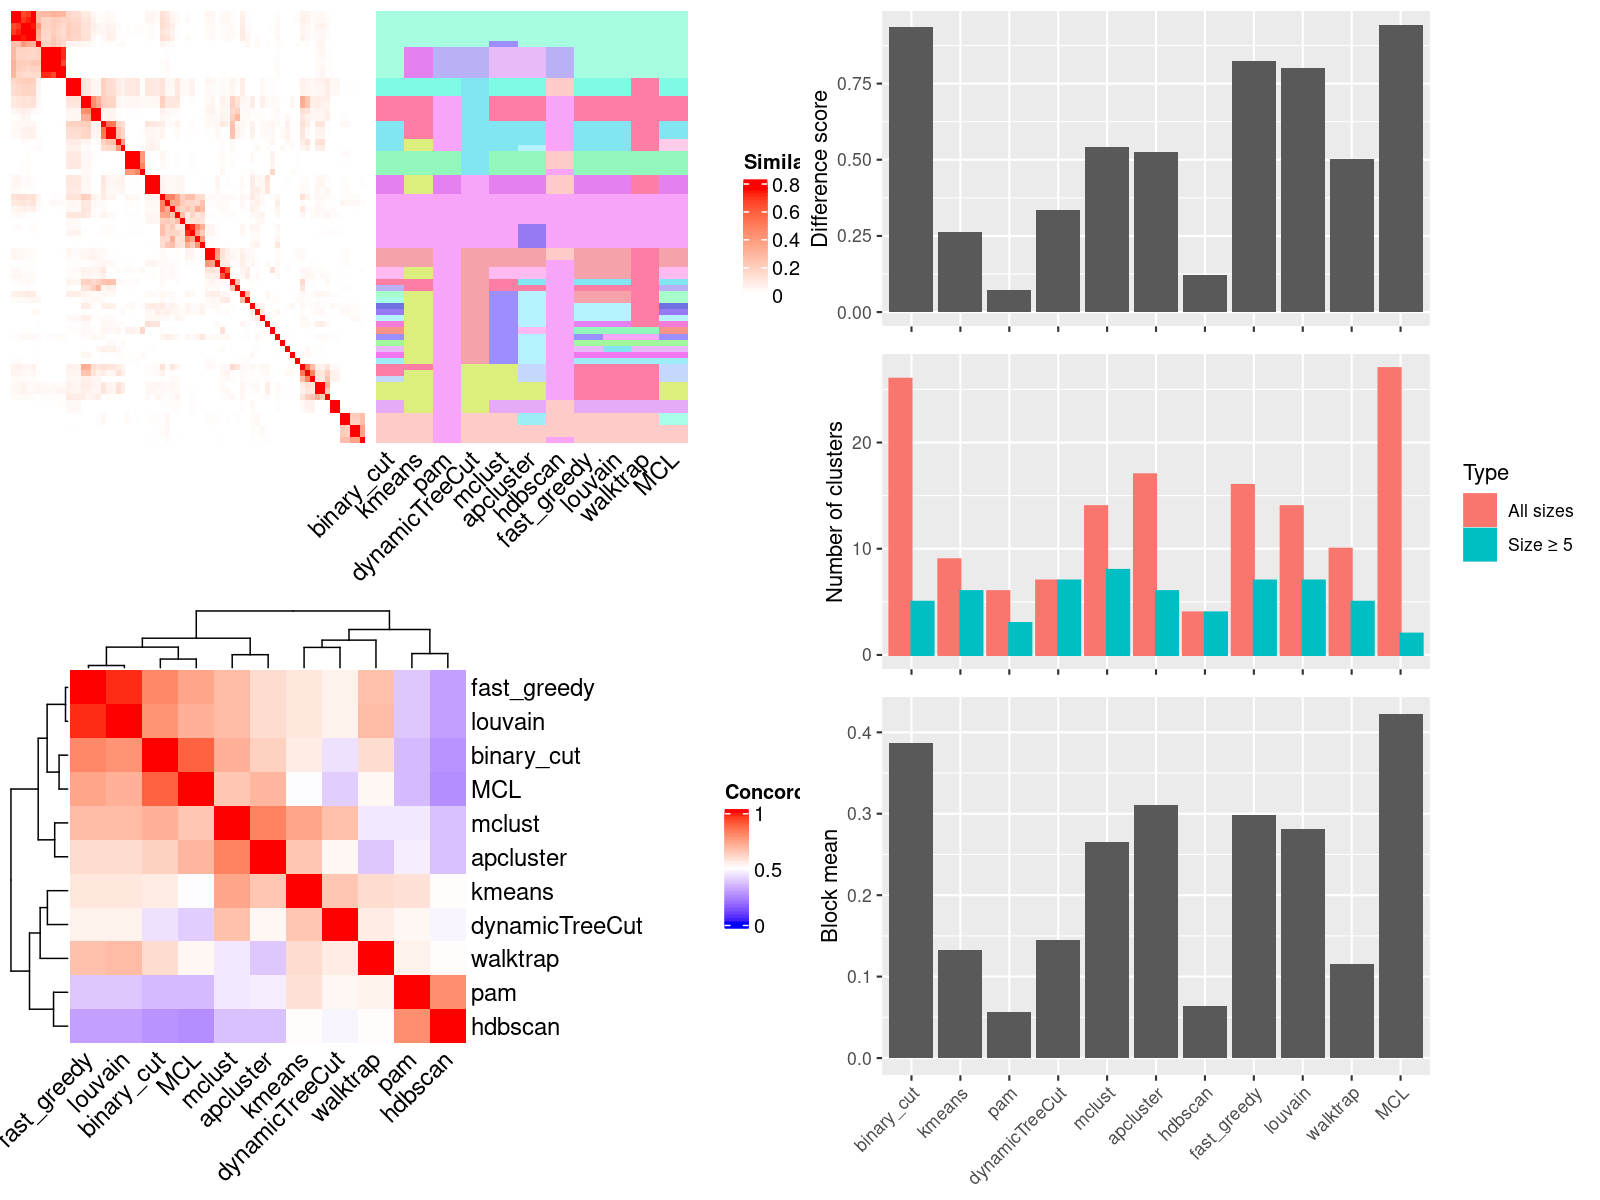 Simila
0.8
0.6
0.4
0.2
0
binary_cut
kmeans
pam
dynamicTreeCut
mclust
apcluster
hdbscan
fast_greedy
louvain
walktrap
MCL
fast_greedy
louvain
binary_cut
MCL
mclust
apcluster
kmeans
dynamicTreeCut
walktrap
pam
hdbscan
fast_greedy
louvain
binary_cut
MCL
mclust
apcluster
kmeans
dynamicTreeCut
walktrap
pam
hdbscan
Concord
1
0.5
0
Difference score
0.75
0.50
0.25
0.00
Number of clusters
20
10
0
Type
All sizes
Size ≥ 5
Block mean
0.4
0.3
0.2
0.1
0.0
binary_cut
kmeans
pam
dynamicTreeCut
mclust
apcluster
hdbscan
fast_greedy
louvain
walktrap
MCL